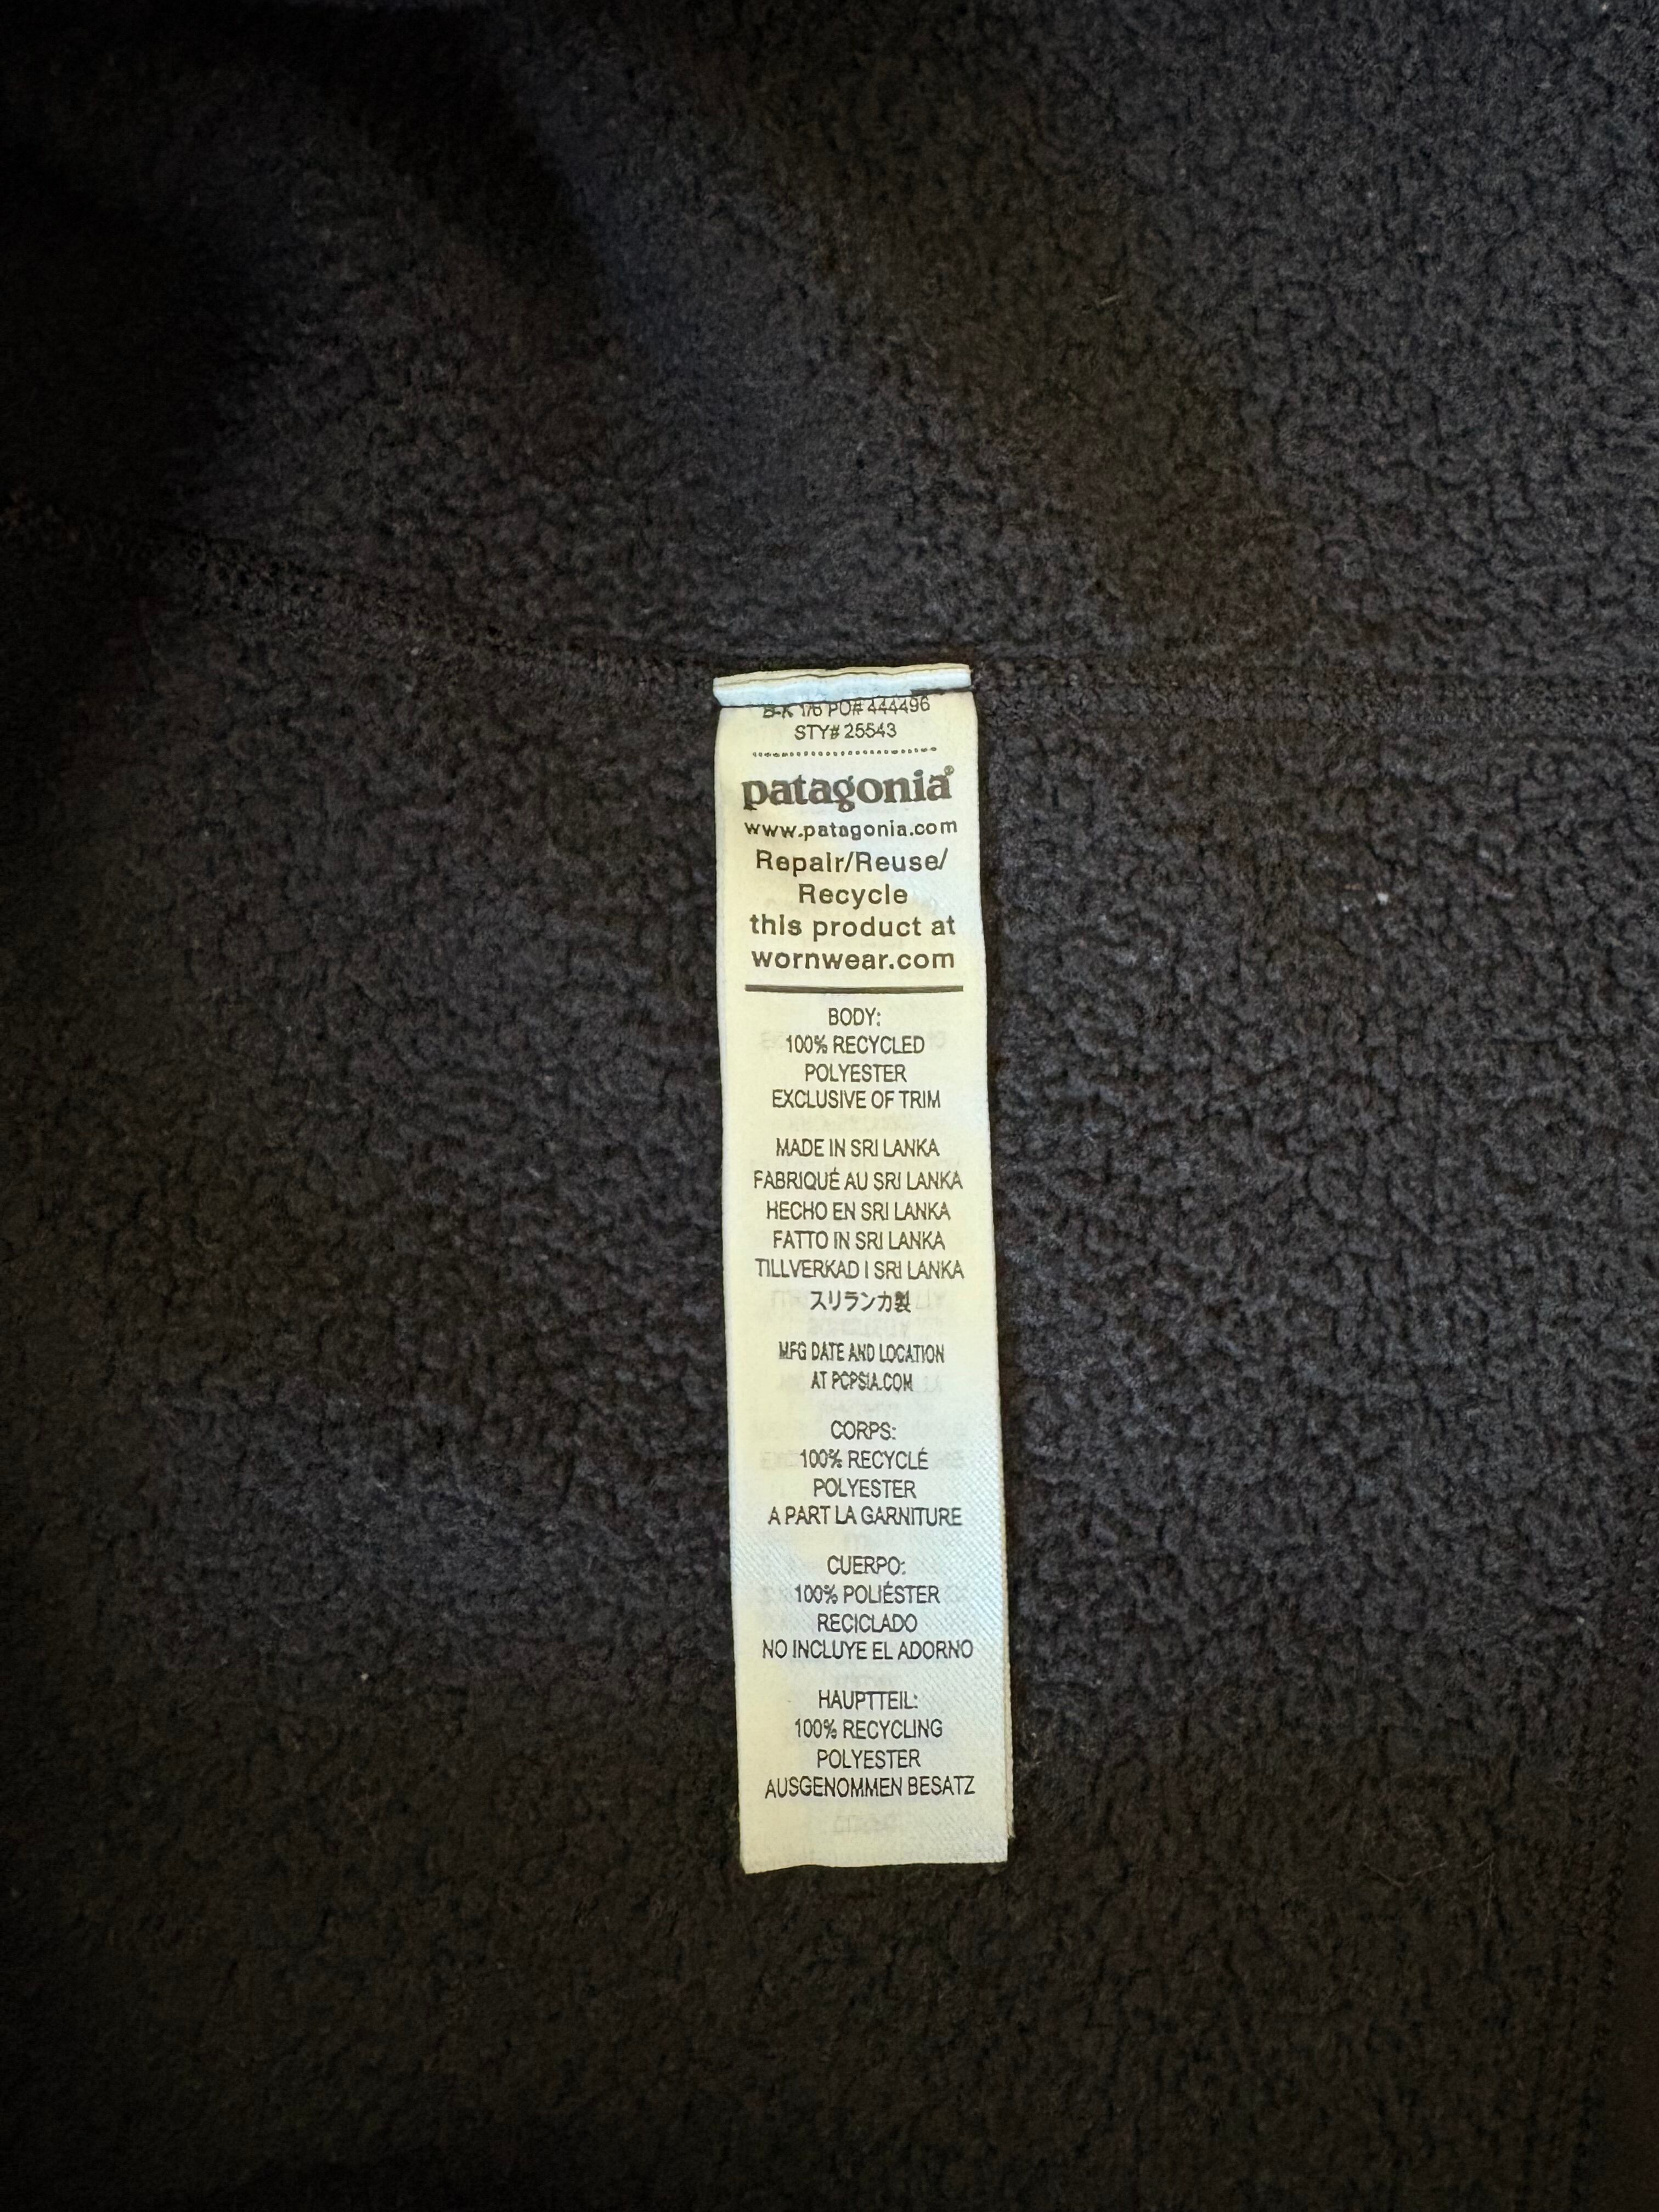 B-K 1/6 PO# 444496
STY# 25543
patagonia®
www.patagonia.com
Repair/Reuse/
Recycle
this product at
wornwear.com
BODY:
100% RECYCLED
POLYESTER
EXCLUSIVE OF TRIM
MADE IN SRI LANKA
FABRIQUÉ AU SRI LANKA
HECHO EN SRI LANKA
FATTO IN SRI LANKA
TILLVERKAD I SRI LANKA
スリランカ製
MFG DATE AND LOCATION
AT PCPSIA.COM
CORPS:
100% RECYCLÉ
POLYESTER
A PART LA GARNITURE
CUERPO:
100% POLIÉSTER
RECICLADO
NO INCLUYE EL ADORNO
HAUPTTEIL:
100% RECYCLING
POLYESTER
AUSGENOMMEN BESATZ